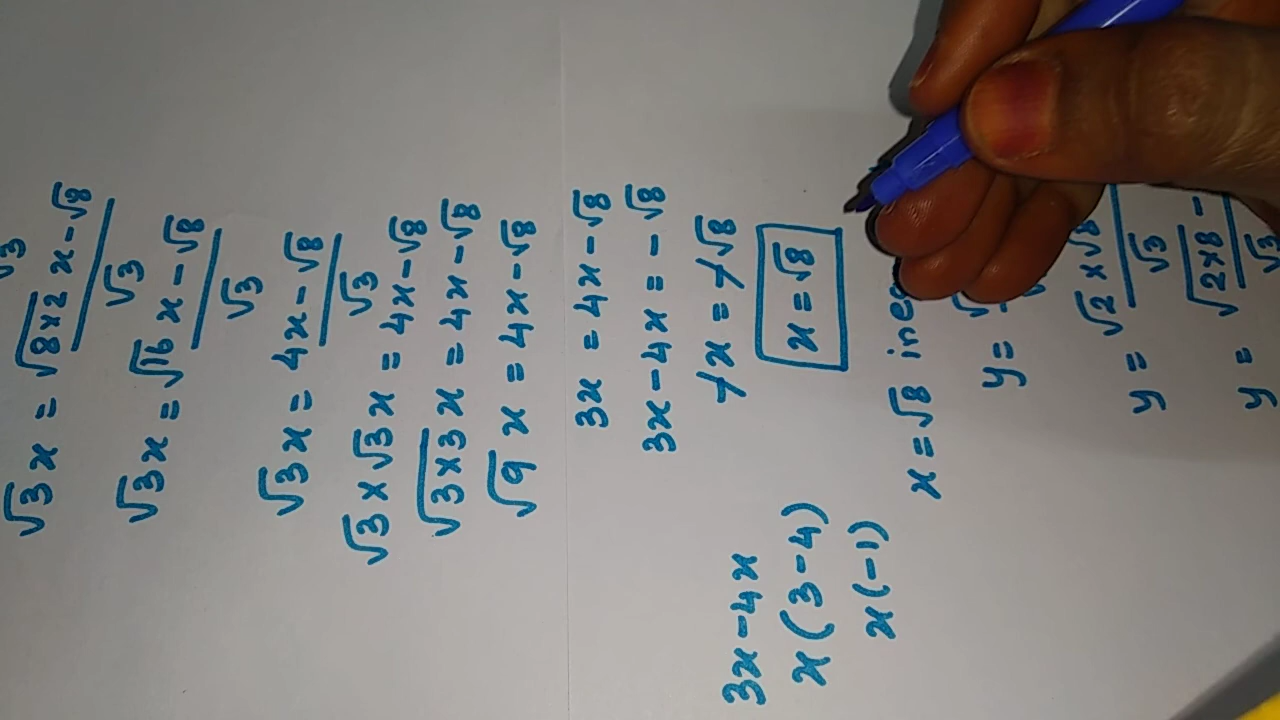 √3
√3x = √8×2 x - √8
√3
√3x = √16 x - √8
√3
√3x = 4x - √8
√3
√3 × √3 x = 4x - √8
√3×3 x = 4x - √8
√9 x = 4x - √8
3x = 4x - √8
3x - 4x = - √8
-x = -√8
x = √8
3x - 4x
x(3-4)
x(-1)
x = √8 in
y =
y = √2 × √8
√3
y = √2×8 -
√3